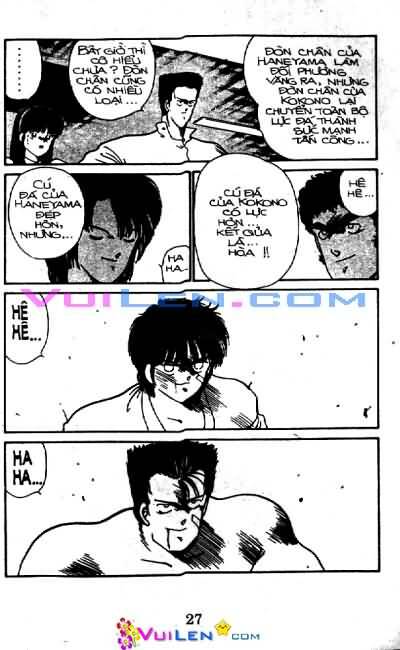 ........
BÂY GIỜ THÌ
CÔ HIỂU
CHƯA ? ĐÒN
CHÂN CŨNG
CÓ NHIỀU
LOẠI ...
ĐÒN CHÂN CỦA
HANEYAMA LÀM
ĐỐI PHƯƠNG
VĂNG RA, NHƯNG
ĐÒN CHÂN CỦA
KOKONO LẠI
CHUYỂN TOÀN BỘ
LỰC ĐÁ THÀNH
SỨC MẠNH
TẤN CÔNG...
CÚ
ĐÁ CỦA
HANEYAMA
ĐẸP
HƠN,
NHƯNG...
HA
HA...
CÚ ĐÁ
CỦA KOKONO
CÓ LỰC
HƠN ...
KẾT QUẢ
LÀ...
HÒA !!
HÊ
HÊ...
VuiLen.com
HÊ
HÊ...
HA
HA...
27
VuiLen.com